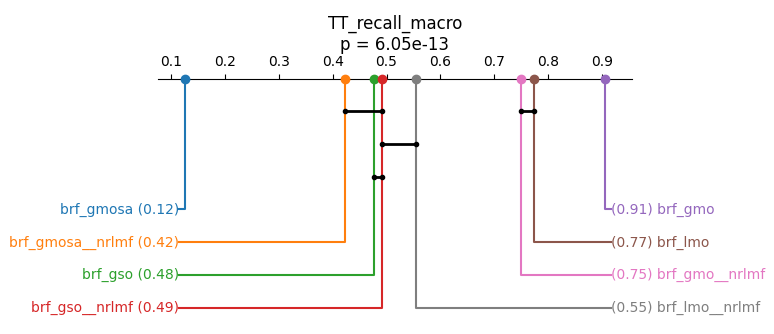 TT_recall_macro
p = 6.05e-13
0.1 0.2 0.3 0.4 0.5 0.6 0.7 0.8 0.9
brf_gmosa (0.12) (0.91) brf_gmo
brf_gmosa__nrlmf (0.42) (0.77) brf_lmo
brf_gso (0.48) (0.75) brf_gmo__nrlmf
brf_gso__nrlmf (0.49) (0.55) brf_lmo__nrlmf